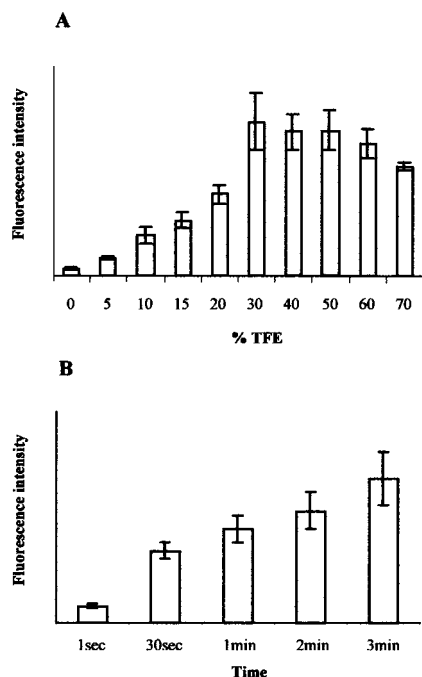 A
Fluorescence intensity
0 5 10 15 20 30 40 50 60 70
% TFE
B
Fluorescence intensity
1sec 30sec 1min 2min 3min
Time